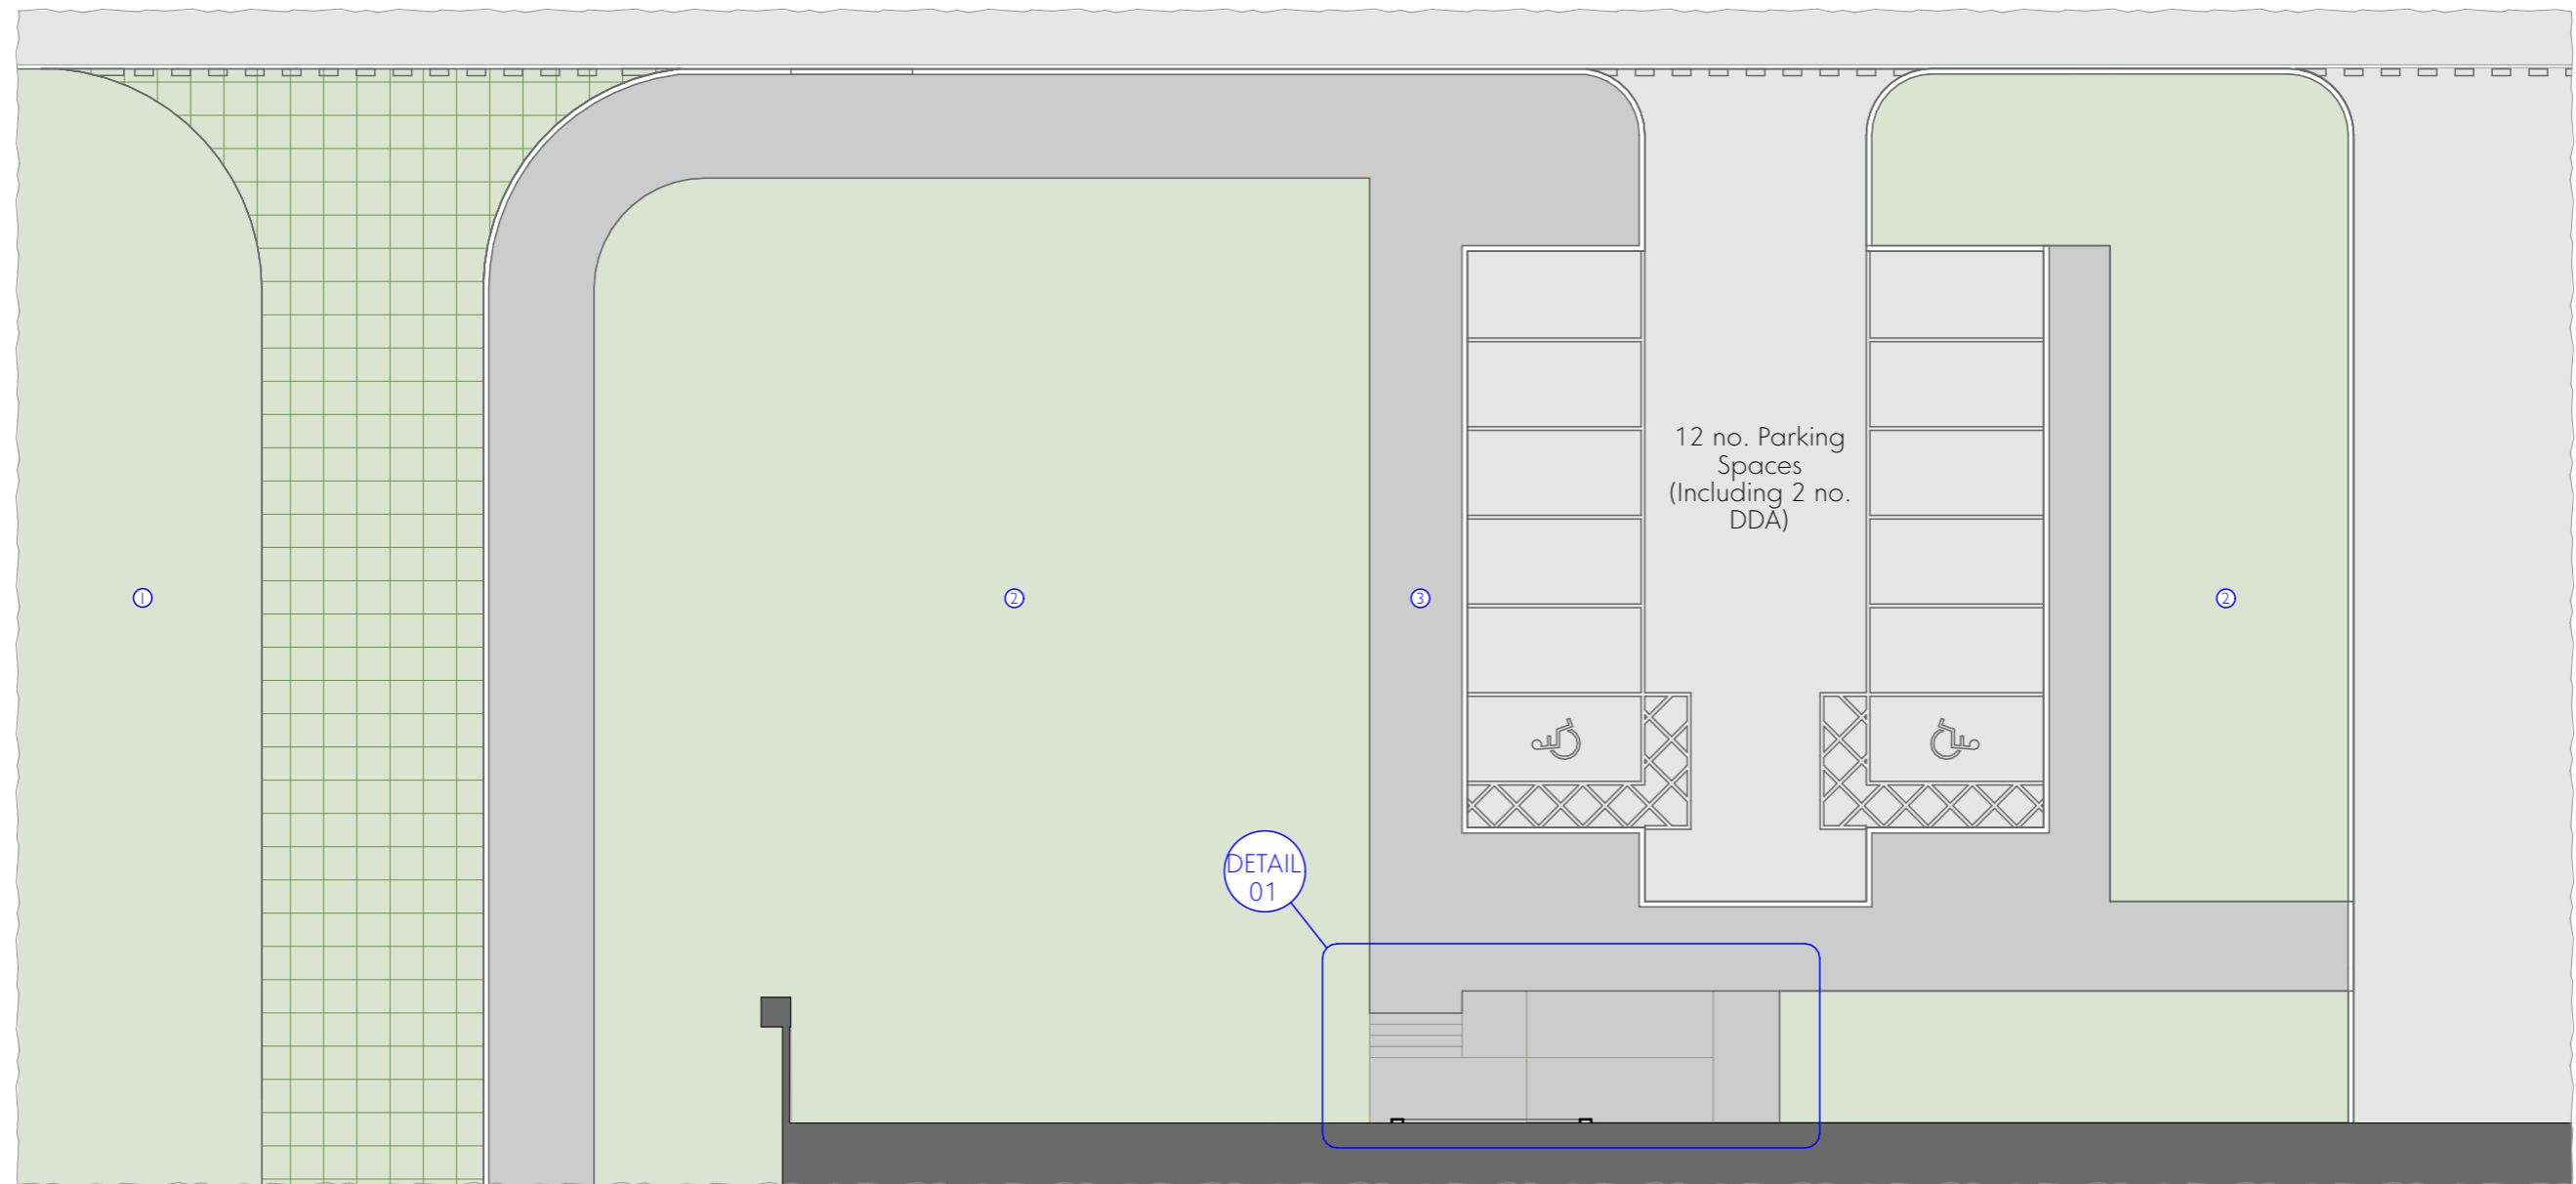 12 no. Parking
Spaces
(Including 2 no.
DDA)
1
2
3
2
DETAIL
01